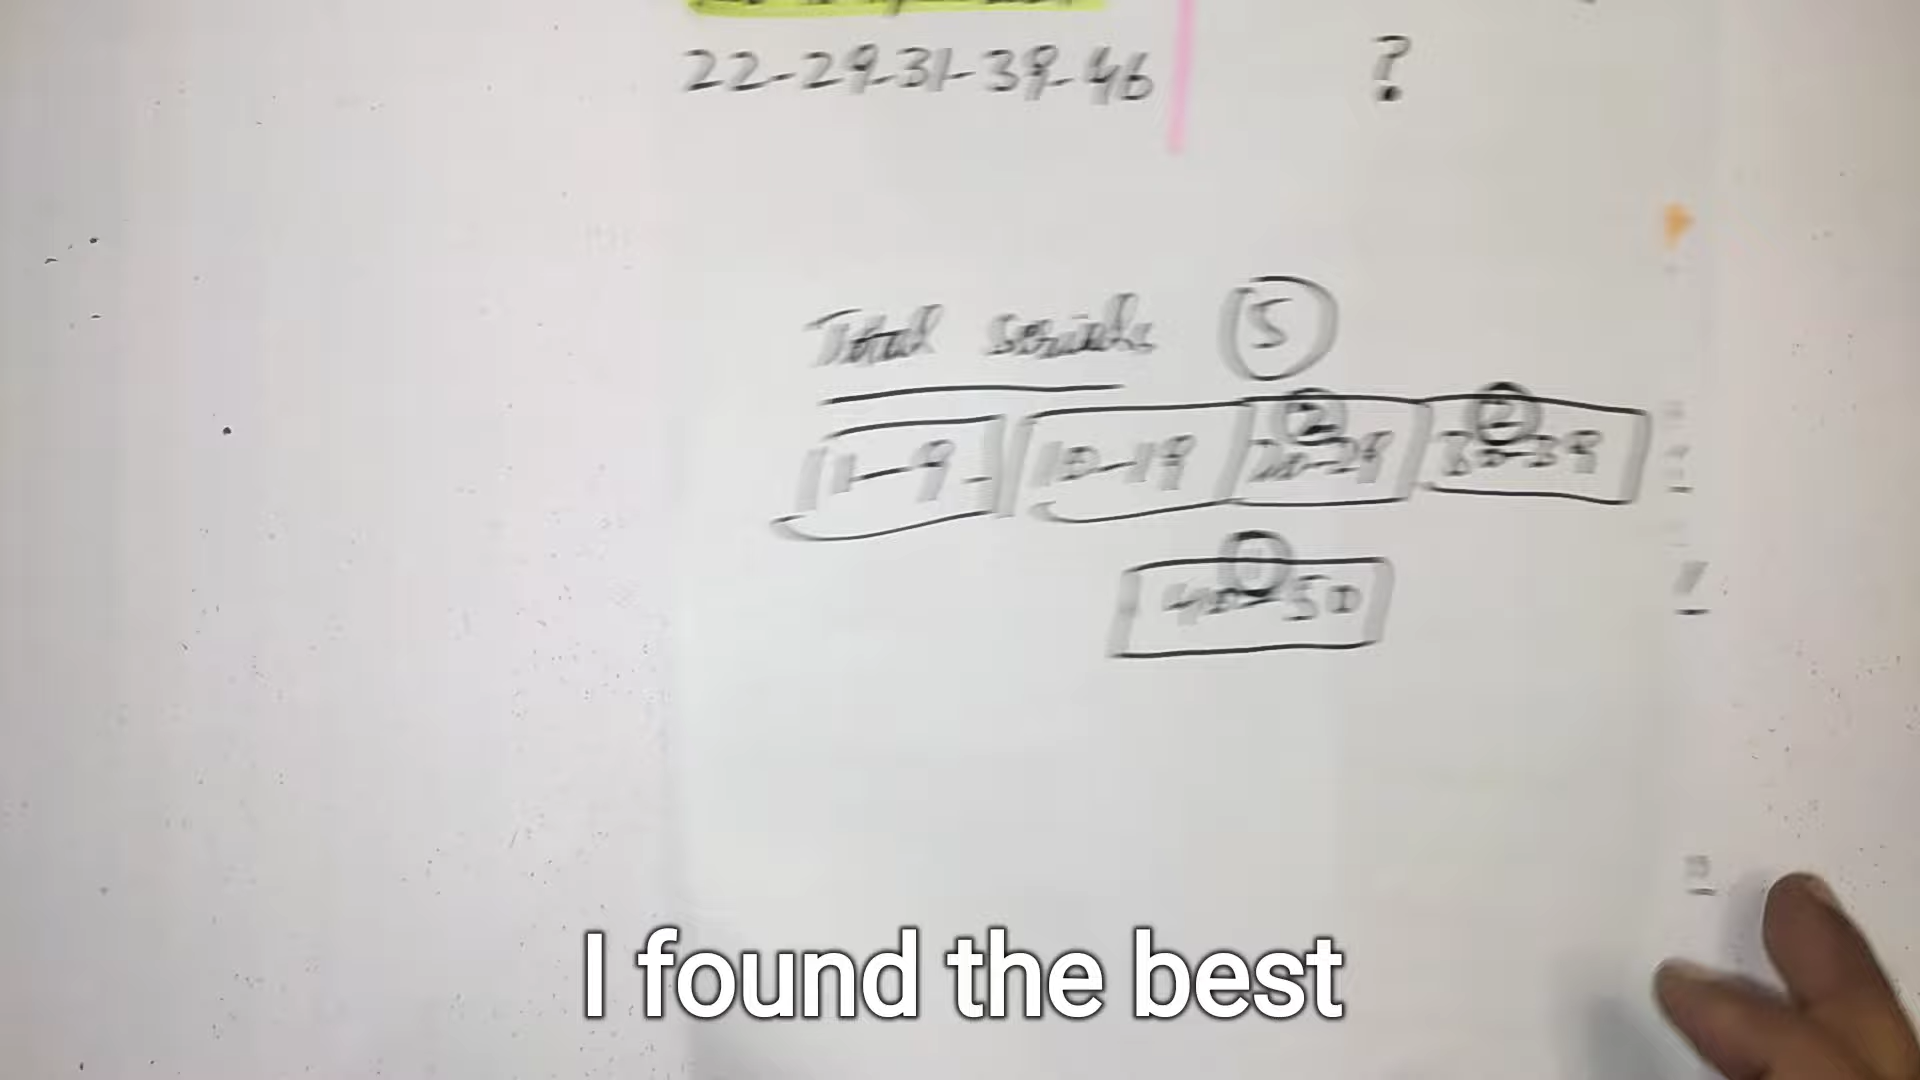 22-29-31-39-46 ?
Total 5
1-9 10-19 2 20-29 2 30-39
1 40-50
I found the best